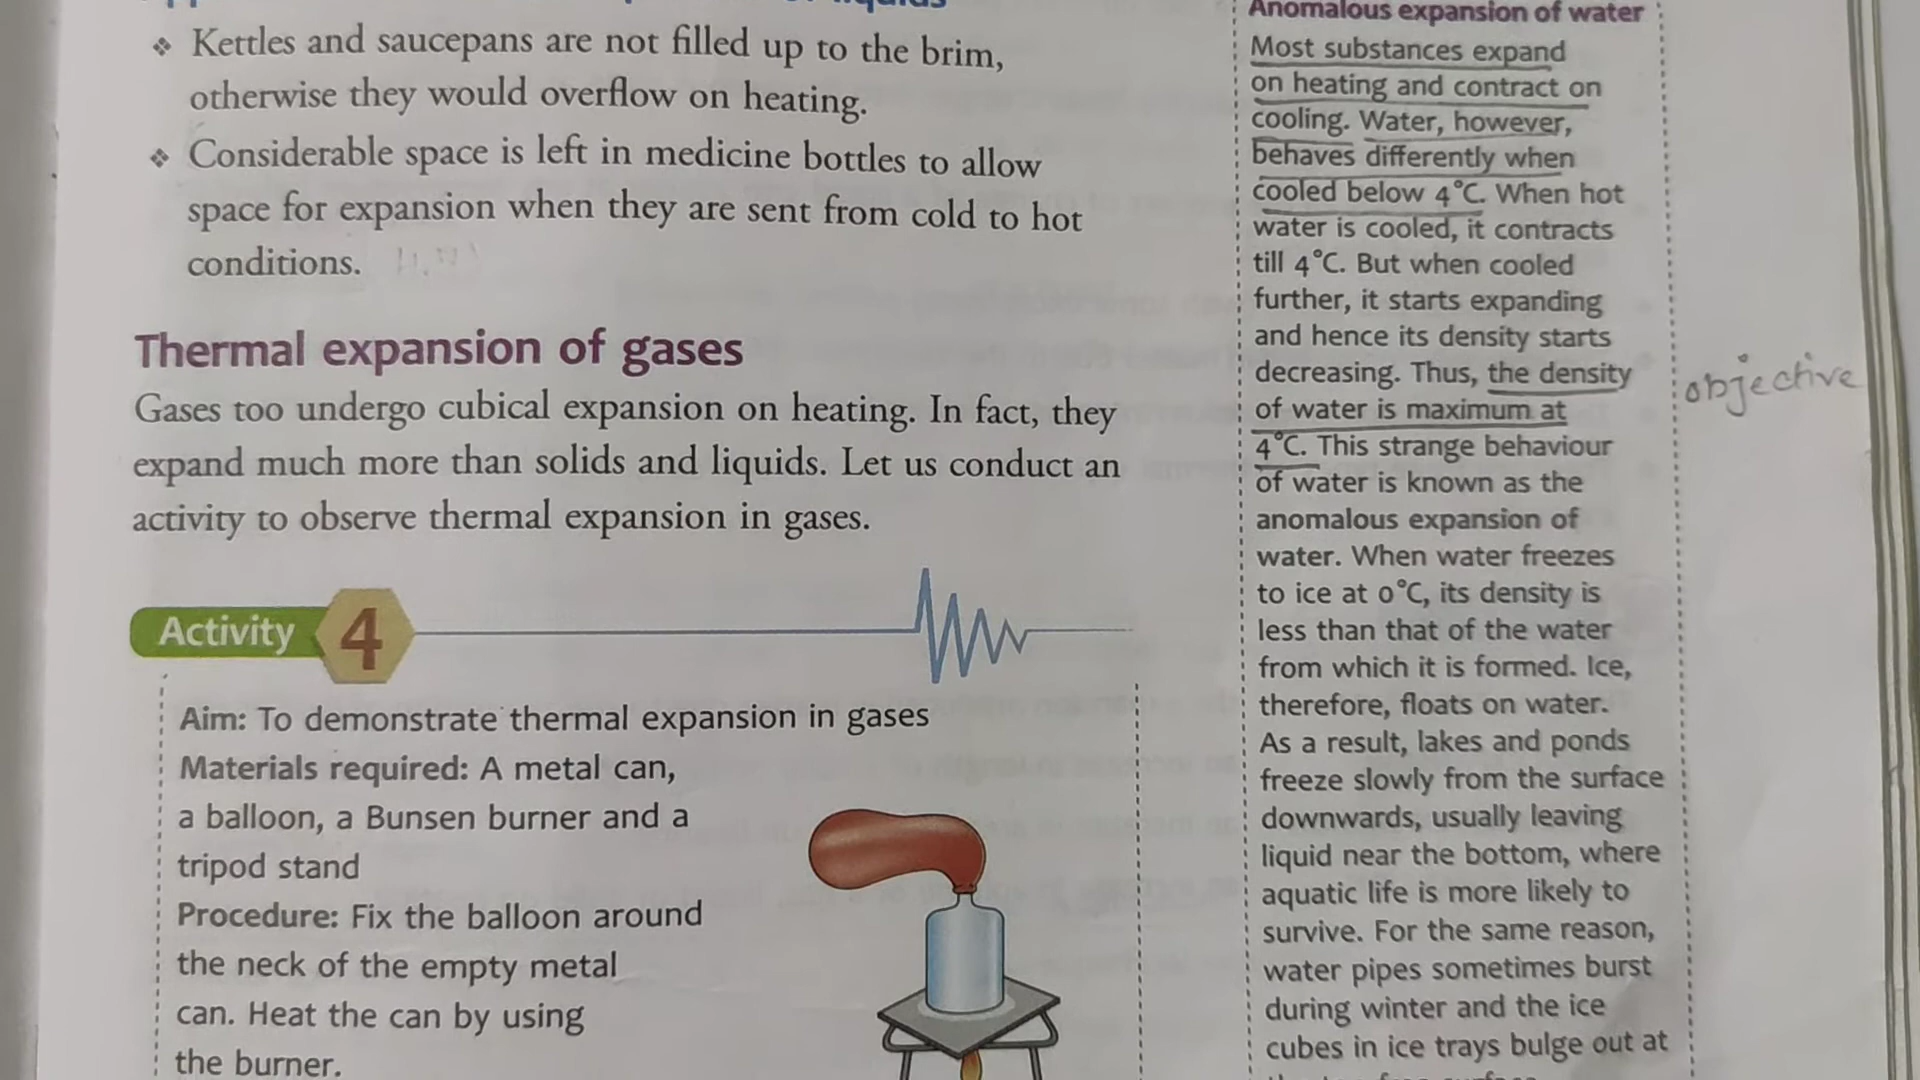 liquids
❖ Kettles and saucepans are not filled up to the brim,
otherwise they would overflow on heating.
❖ Considerable space is left in medicine bottles to allow
space for expansion when they are sent from cold to hot
conditions.
Thermal expansion of gases
Gases too undergo cubical expansion on heating. In fact, they
expand much more than solids and liquids. Let us conduct an
activity to observe thermal expansion in gases.
Activity 4
Aim: To demonstrate thermal expansion in gases
Materials required: A metal can,
a balloon, a Bunsen burner and a
tripod stand
Procedure: Fix the balloon around
the neck of the empty metal
can. Heat the can by using
the burner.
Anomalous expansion of water
Most substances expand
on heating and contract on
cooling. Water, however,
behaves differently when
cooled below 4°C. When hot
water is cooled, it contracts
till 4°C. But when cooled
further, it starts expanding
and hence its density starts
decreasing. Thus, the density
of water is maximum at
4°C. This strange behaviour
of water is known as the
anomalous expansion of
water. When water freezes
to ice at 0°C, its density is
less than that of the water
from which it is formed. Ice,
therefore, floats on water.
As a result, lakes and ponds
freeze slowly from the surface
downwards, usually leaving
liquid near the bottom, where
aquatic life is more likely to
survive. For the same reason,
water pipes sometimes burst
during winter and the ice
cubes in ice trays bulge out at
objective